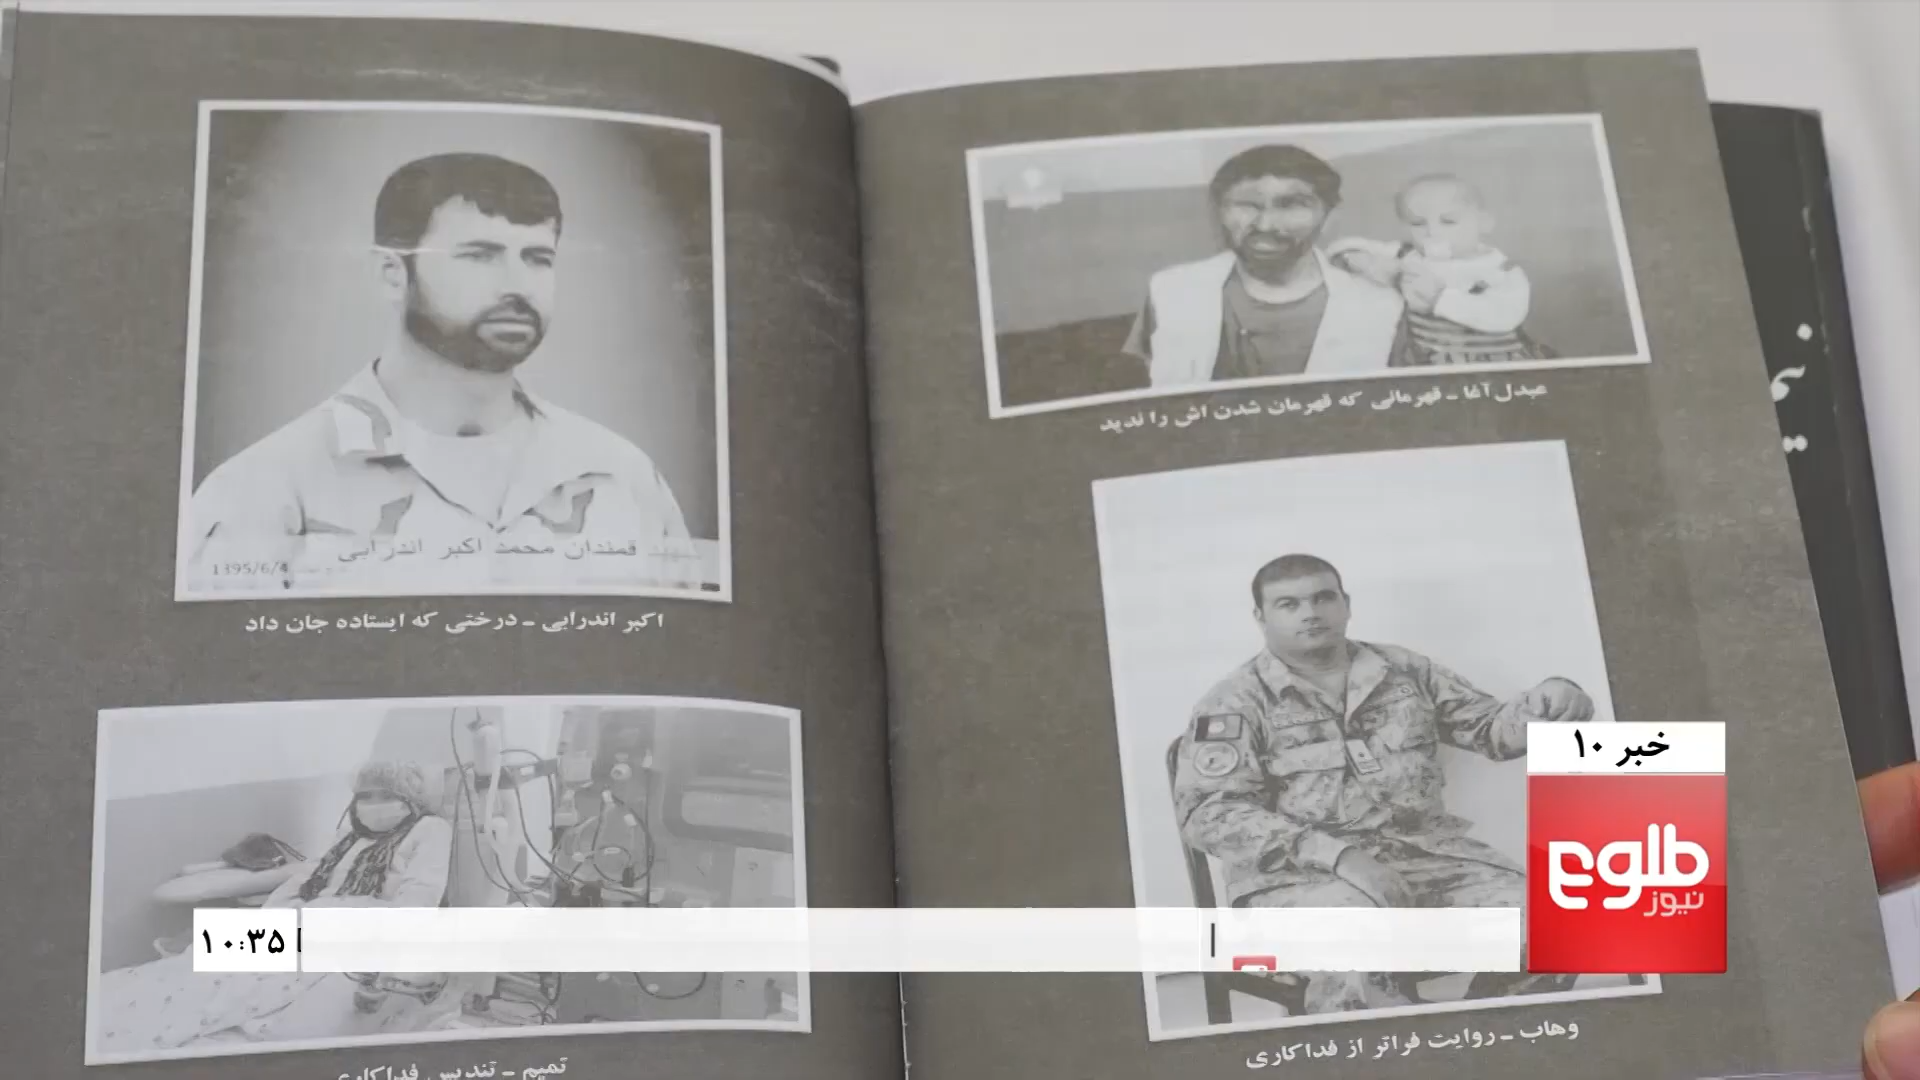 قمندان محمد اکبر اندرابی
1395/6/4
اکبر اندرابی ـ درختی که ایستاده جان داد
تمیم ـ تندیس فداکاری
عبدل آغا ـ قهرمانی که قهرمان شدن اش را ندید
وهاب ـ روایت فراتر از فداکاری
خبر ۱۰
طلوع
نیوز
۱۰:۳۵